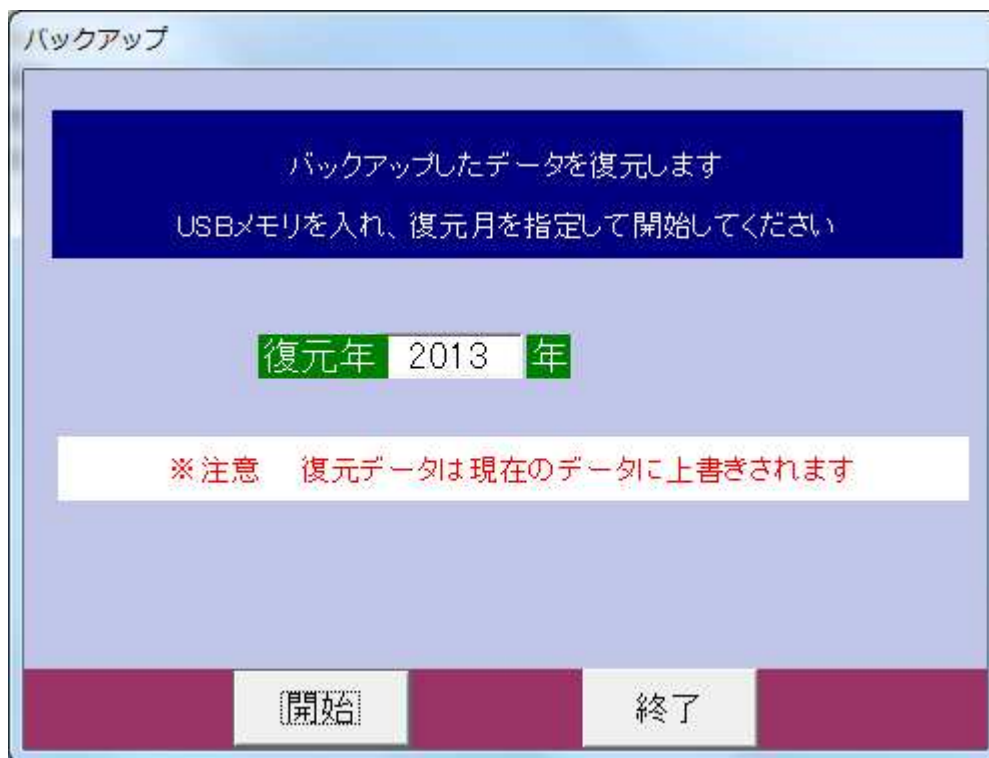 バックアップ
バックアップしたデータを復元します
USBメモリを入れ、復元月を指定して開始してください
復元年 2013 年
※注意 復元データは現在のデータに上書きされます
開始 終了